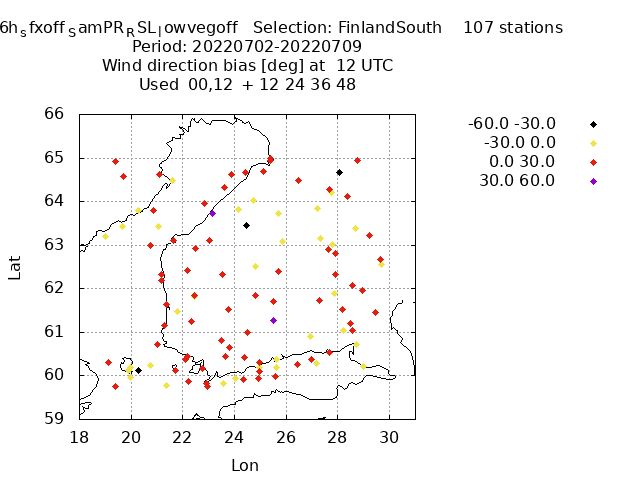 6h_sfxoff_samPR_RSL_lowvegoff Selection: FinlandSouth 107 stations
Period: 20220702-20220709
Wind direction bias [deg] at 12 UTC
Used 00,12 + 12 24 36 48
-60.0 -30.0
-30.0 0.0
0.0 30.0
30.0 60.0
66
65
64
63
62
61
60
59
Lat
18 20 22 24 26 28 30
Lon